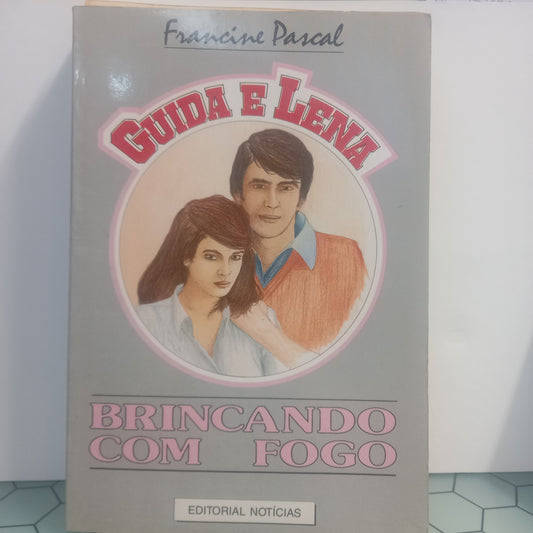 Francine Pascal
GUIDA E LENA
BRINCANDO
COM FOGO
EDITORIAL NOTÍCIAS